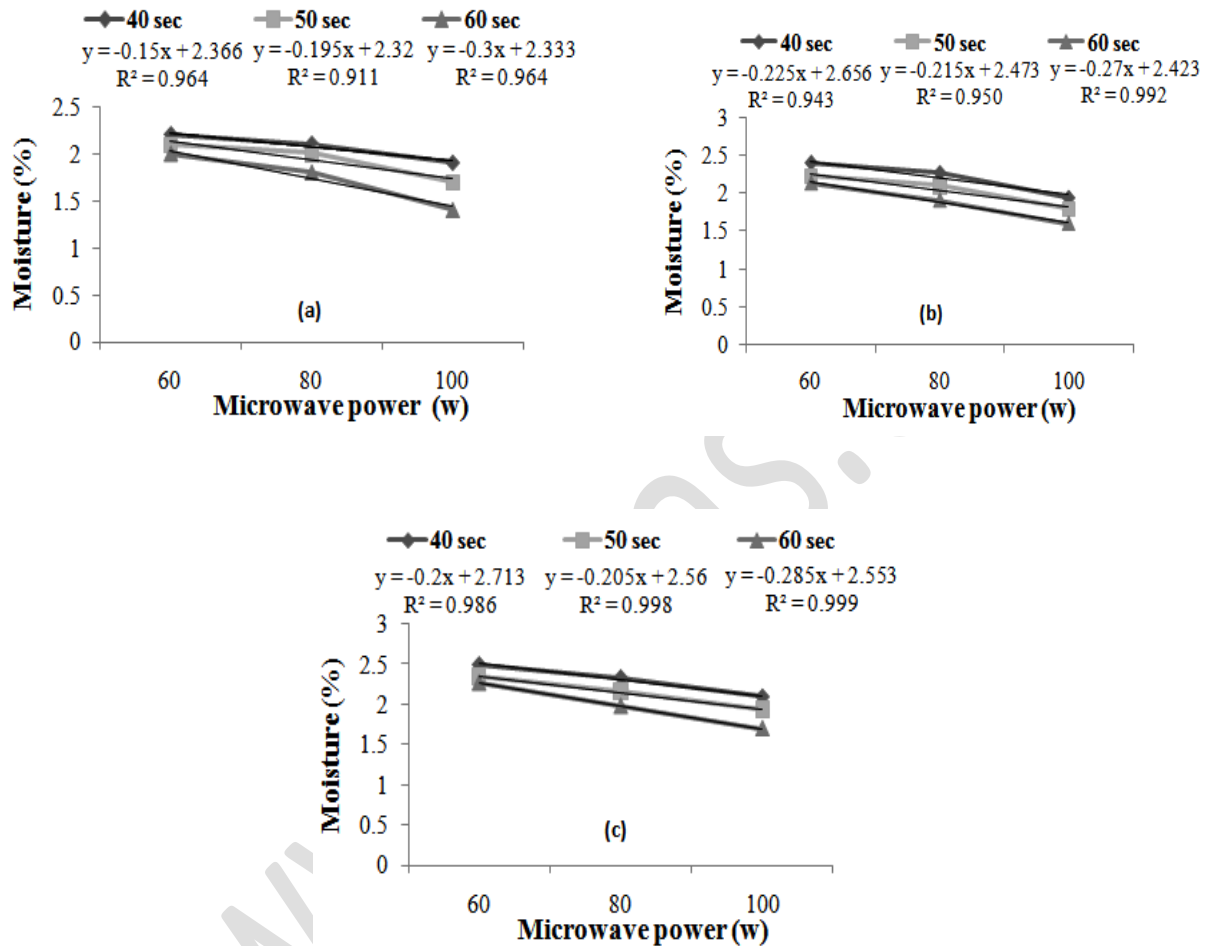 40 sec 50 sec 60 sec
y = -0.15x + 2.366 y = -0.195x + 2.32 y = -0.3x + 2.333
R² = 0.964 R² = 0.911 R² = 0.964
Moisture (%)
2.5
2
1.5
1
0.5
0
(a)
60 80 100
Microwave power (w)
40 sec 50 sec 60 sec
y = -0.225x + 2.656 y = -0.215x + 2.473 y = -0.27x + 2.423
R² = 0.943 R² = 0.950 R² = 0.992
Moisture (%)
3
2.5
2
1.5
1
0.5
0
(b)
60 80 100
Microwave power (w)
40 sec 50 sec 60 sec
y = -0.2x + 2.713 y = -0.205x + 2.56 y = -0.285x + 2.553
R² = 0.986 R² = 0.998 R² = 0.999
Moisture (%)
3
2.5
2
1.5
1
0.5
0
(c)
60 80 100
Microwave power (w)